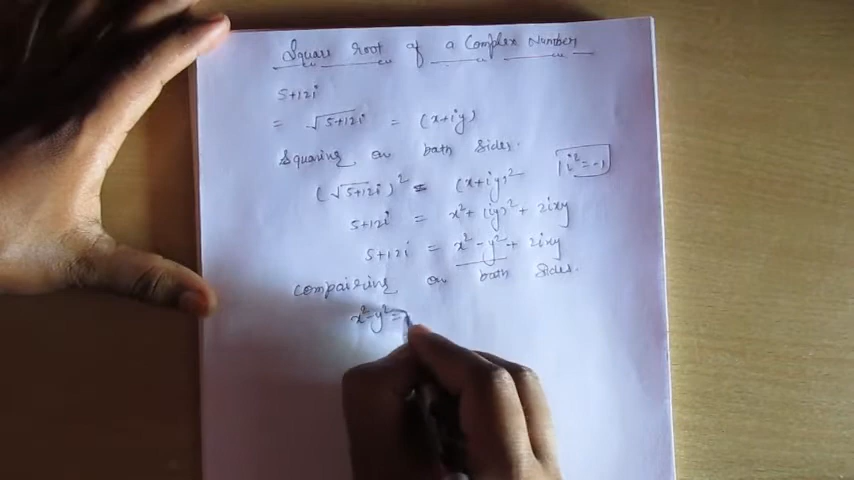 Square root of a Complex Number
5+12i
= √5+12i = (x+iy)
Squaring on both sides.
(√5+12i)² = (x+iy)² i² = -1
5+12i = x² + (iy)² + 2ixy
5+12i = x² - y² + 2ixy
Compairing on both sides.
x²-y² =